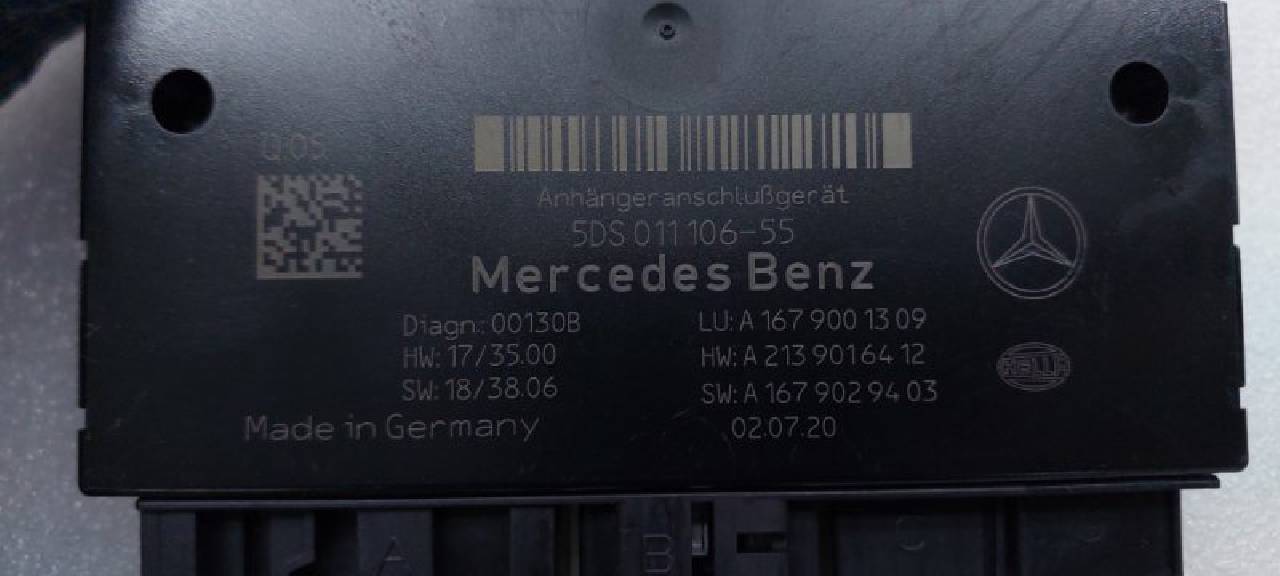 Q.05
Anhängeranschlußgerät
5DS 011 106-55
Mercedes Benz
Diagn.: 00130B
LU: A 167 900 13 09
HW: 17/35.00
HW: A 213 901 64 12
SW: 18/38.06
SW: A 167 902 94 03
Made in Germany
02.07.20
HELLA
A
B
C